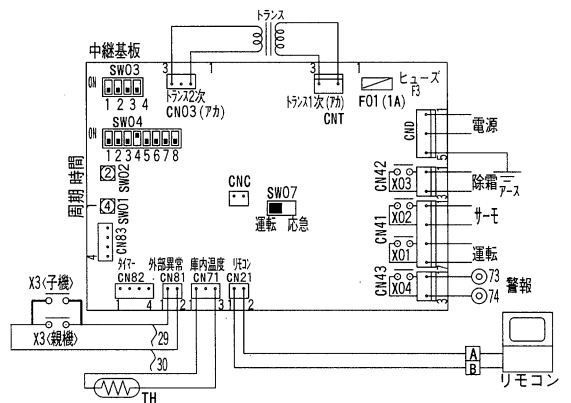 トランス
中継基板
3 1
3 1
SW03
ON
1 2 3 4
トランス2次
CN03 (アカ)
トランス1次 (アカ)
CNT
ヒューズ
F3
F01 (1A)
SW04
ON
1 2 3 4 5 6 7 8
CND
1
5
電源
アース
周期 時間
2 SW02
4 SW01
CNC
SW07
運転 応急
CN42
X03
1
3
除霜
CN41
X02
サーモ
X01
運転
7
CN43
X04
3
73
74
警報
CN83
4
タイマー
CN82
外部異常
CN81
庫内温度
CN71
リモコン
CN21
1 4
1 2
1 3
1 2
X3〈子機〉
X3〈親機〉
29
30
TH
A
B
リモコン